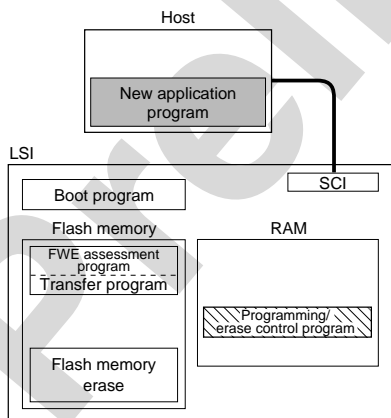 Host
New application
program
LSI
SCI
Boot program
Flash memory
RAM
FWE assessment
program
Transfer program
Programming/
erase control program
Flash memory
erase